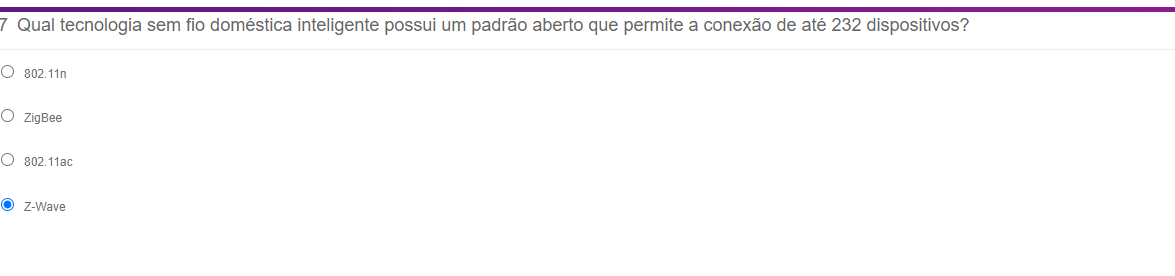 7 Qual tecnologia sem fio doméstica inteligente possui um padrão aberto que permite a conexão de até 232 dispositivos?
802.11n
ZigBee
802.11ac
Z-Wave